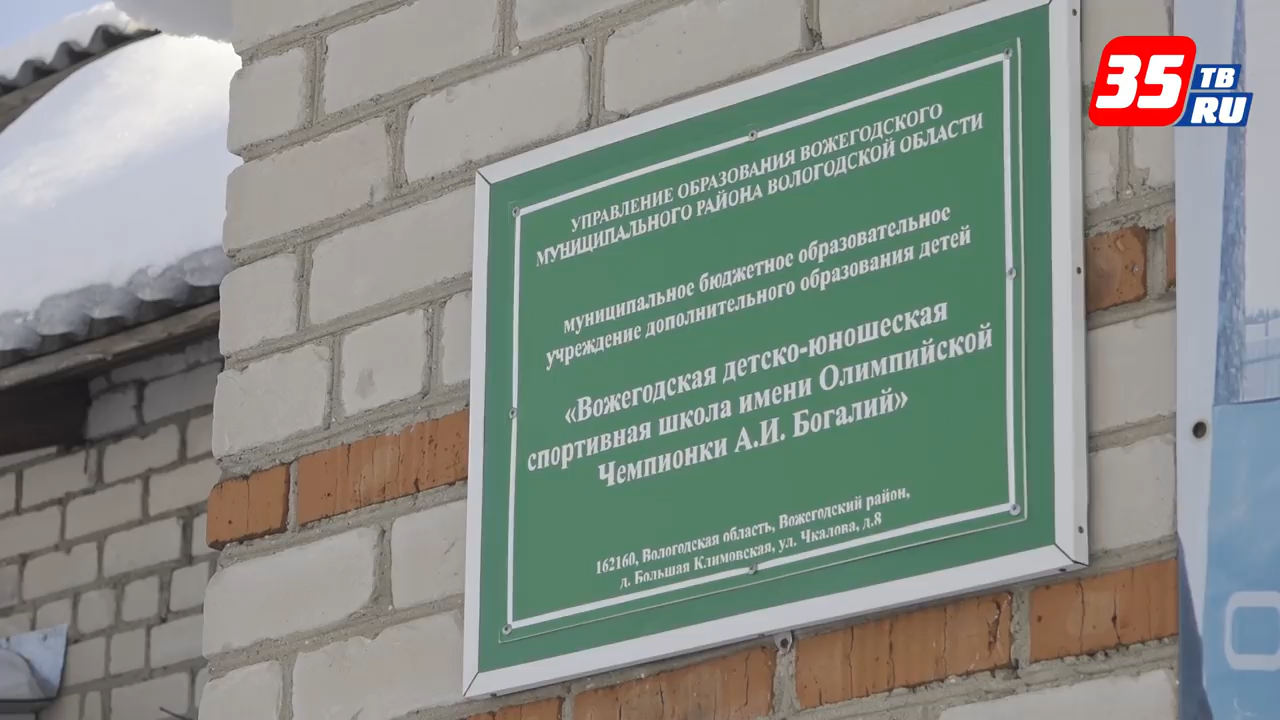 35 ТВ
RU
УПРАВЛЕНИЕ ОБРАЗОВАНИЯ ВОЖЕГОДСКОГО
МУНИЦИПАЛЬНОГО РАЙОНА ВОЛОГОДСКОЙ ОБЛАСТИ
муниципальное бюджетное образовательное
учреждение дополнительного образования детей
«Вожегодская детско-юношеская
спортивная школа имени Олимпийской
Чемпионки А.И. Богалий»
162160, Вологодская область, Вожегодский район,
д. Большая Климовская, ул. Чкалова, д.8